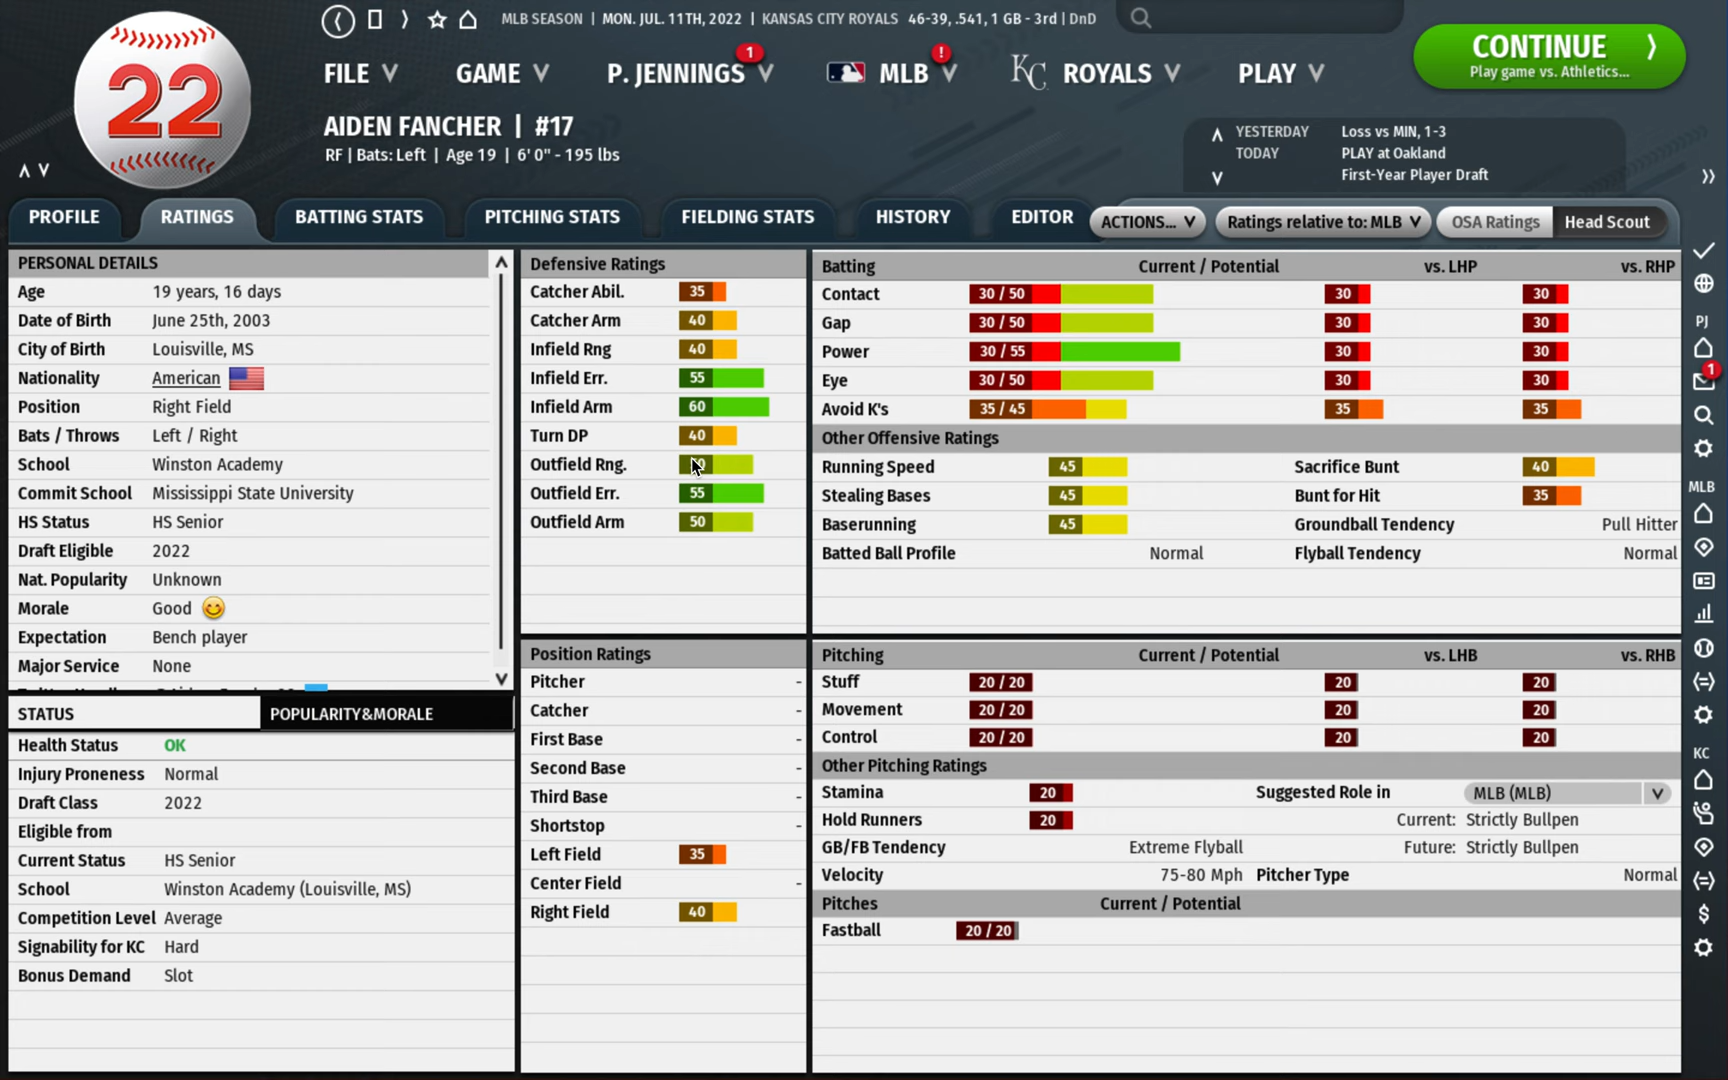 MLB SEASON | MON. JUL. 11TH, 2022 | KANSAS CITY ROYALS 46-39, .541, 1 GB - 3rd | DnD
22
FILE
GAME
P. JENNINGS
1
MLB
!
ROYALS
PLAY
CONTINUE
Play game vs. Athletics...
AIDEN FANCHER | #17
RF | Bats: Left | Age 19 | 6' 0" - 195 lbs
YESTERDAY Loss vs MIN, 1-3
TODAY PLAY at Oakland
First-Year Player Draft
PROFILE
RATINGS
BATTING STATS
PITCHING STATS
FIELDING STATS
HISTORY
EDITOR
ACTIONS...
Ratings relative to: MLB
OSA Ratings
Head Scout
PERSONAL DETAILS
Age 19 years, 16 days
Date of Birth June 25th, 2003
City of Birth Louisville, MS
Nationality American
Position Right Field
Bats / Throws Left / Right
School Winston Academy
Commit School Mississippi State University
HS Status HS Senior
Draft Eligible 2022
Nat. Popularity Unknown
Morale Good
Expectation Bench player
Major Service None
STATUS
POPULARITY&MORALE
Health Status OK
Injury Proneness Normal
Draft Class 2022
Eligible from
Current Status HS Senior
School Winston Academy (Louisville, MS)
Competition Level Average
Signability for KC Hard
Bonus Demand Slot
Defensive Ratings
Catcher Abil. 35
Catcher Arm 40
Infield Rng 40
Infield Err. 55
Infield Arm 60
Turn DP 40
Outfield Rng.
Outfield Err. 55
Outfield Arm 50
Position Ratings
Pitcher -
Catcher -
First Base -
Second Base -
Third Base -
Shortstop -
Left Field 35
Center Field -
Right Field 40
Batting Current / Potential vs. LHP vs. RHP
Contact 30 / 50 30 30
Gap 30 / 50 30 30
Power 30 / 55 30 30
Eye 30 / 50 30 30
Avoid K's 35 / 45 35 35
Other Offensive Ratings
Running Speed 45 Sacrifice Bunt 40
Stealing Bases 45 Bunt for Hit 35
Baserunning 45 Groundball Tendency Pull Hitter
Batted Ball Profile Normal Flyball Tendency Normal
Pitching Current / Potential vs. LHB vs. RHB
Stuff 20 / 20 20 20
Movement 20 / 20 20 20
Control 20 / 20 20 20
Other Pitching Ratings
Stamina 20 Suggested Role in MLB (MLB)
Hold Runners 20 Current: Strictly Bullpen
GB/FB Tendency Extreme Flyball Future: Strictly Bullpen
Velocity 75-80 Mph Pitcher Type Normal
Pitches Current / Potential
Fastball 20 / 20
PJ
1
MLB
KC